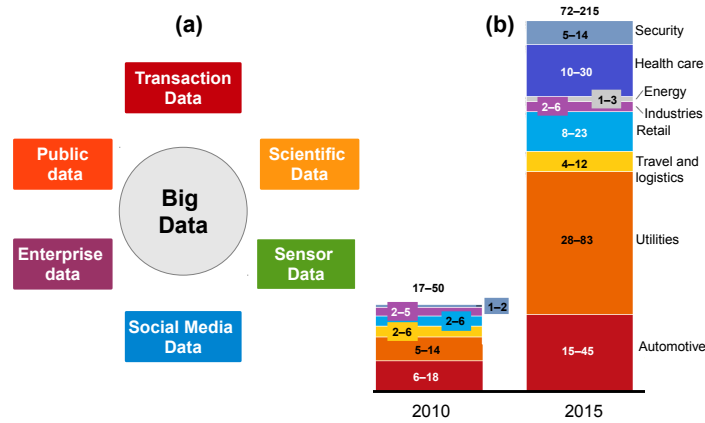 (a)
Transaction
Data
Public
data
Scientific
Data
Big
Data
Enterprise
data
Sensor
Data
Social Media
Data
(b)
72–215
5–14
Security
10–30
Health care
1–3
Energy
2–6
Industries
8–23
Retail
4–12
Travel and
logistics
28–83
Utilities
15–45
Automotive
17–50
1–2
2–5
2–6
2–6
5–14
6–18
2010
2015